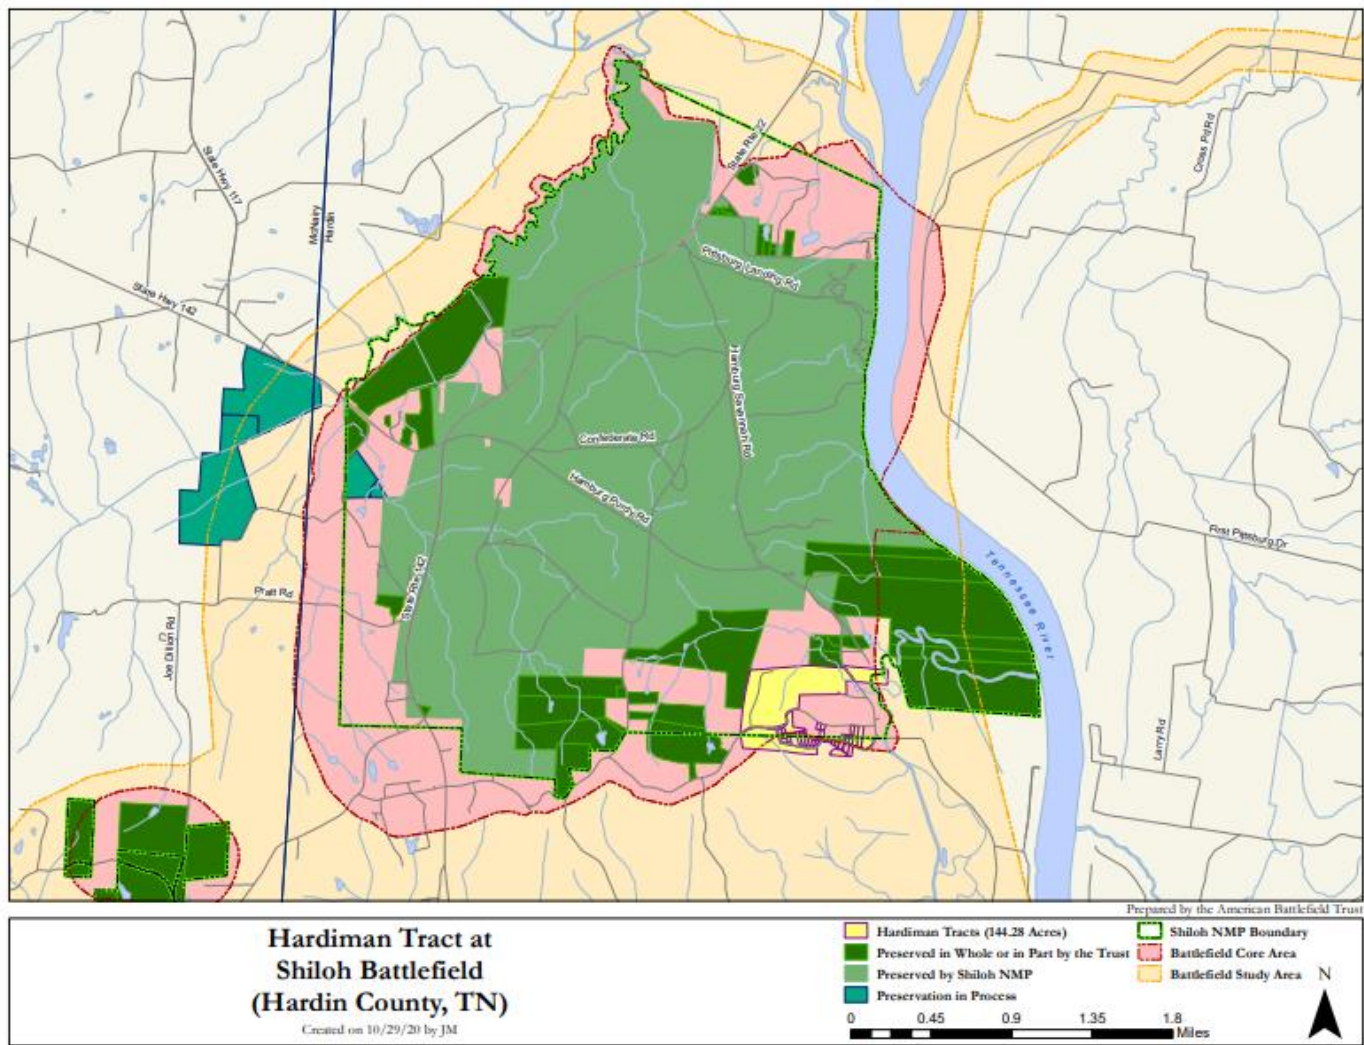 State Rte 22
Cross Rd Rd
State Hwy 117
McNairy
Hardin
Pittsburg Landing Rd
State Hwy 142
Hamburg Savannah Rd
Confederate Rd
Hamburg Purdy Rd
First Pittsburg Dr
Tennessee River
State Rte 142
Pratt Rd
Joe Dillion Rd
Larry Rd
Prepared by the American Battlefield Trust
Hardiman Tract at
Shiloh Battlefield
(Hardin County, TN)
Created on 10/29/20 by JM
Hardiman Tracts (144.28 Acres)
Preserved in Whole or in Part by the Trust
Preserved by Shiloh NMP
Preservation in Process
Shiloh NMP Boundary
Battlefield Core Area
Battlefield Study Area
N
0 0.45 0.9 1.35 1.8
Miles